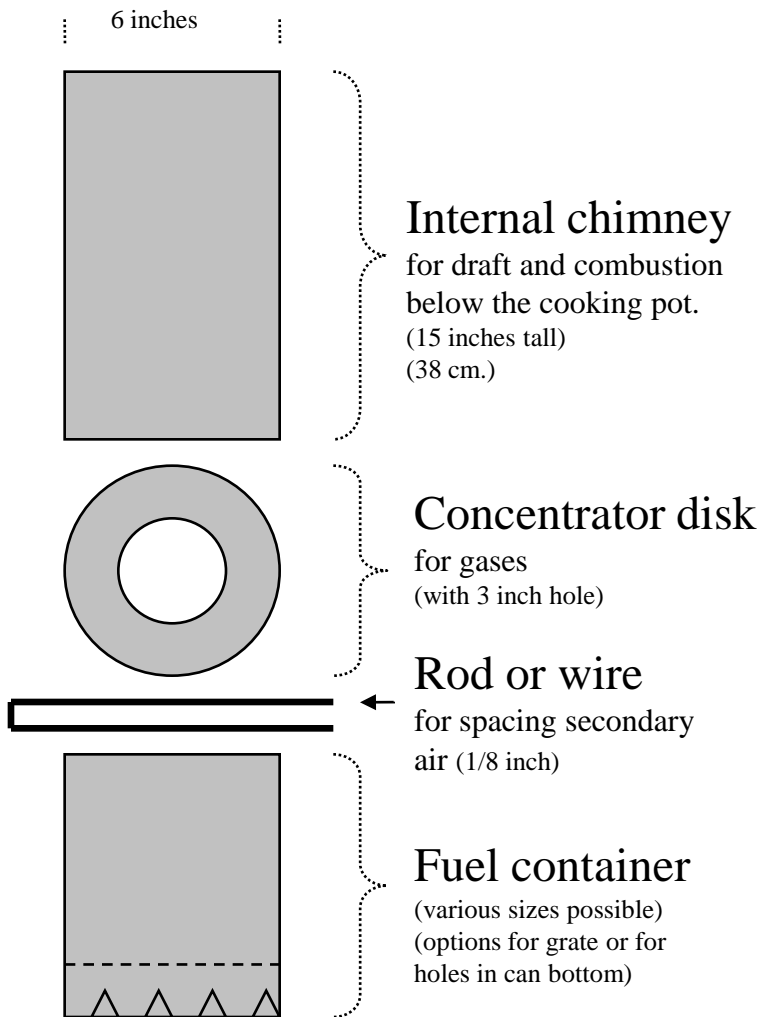 6 inches
Internal chimney
for draft and combustion
below the cooking pot.
(15 inches tall)
(38 cm.)
Concentrator disk
for gases
(with 3 inch hole)
Rod or wire
for spacing secondary
air (1/8 inch)
Fuel container
(various sizes possible)
(options for grate or for
holes in can bottom)